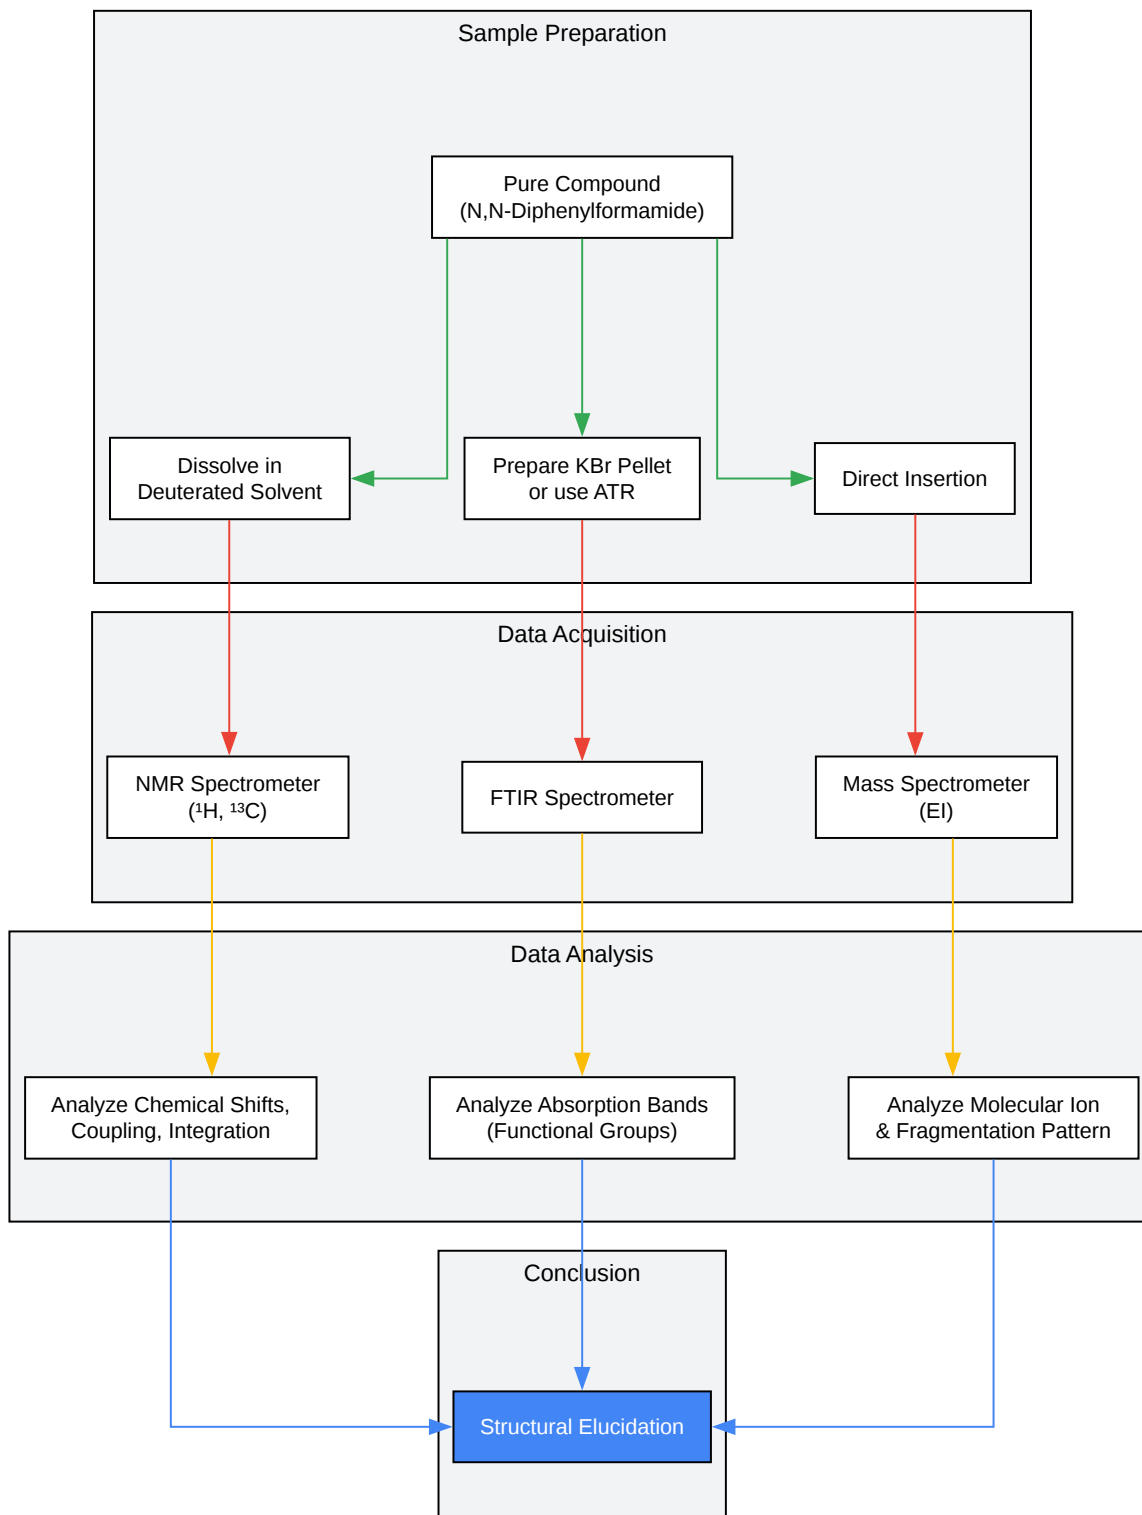 Sample Preparation
Pure Compound
(N,N-Diphenylformamide)
Dissolve in
Deuterated Solvent
Prepare KBr Pellet
or use ATR
Direct Insertion
Data Acquisition
NMR Spectrometer
(¹H, ¹³C)
FTIR Spectrometer
Mass Spectrometer
(EI)
Data Analysis
Analyze Chemical Shifts,
Coupling, Integration
Analyze Absorption Bands
(Functional Groups)
Analyze Molecular Ion
& Fragmentation Pattern
Conclusion
Structural Elucidation